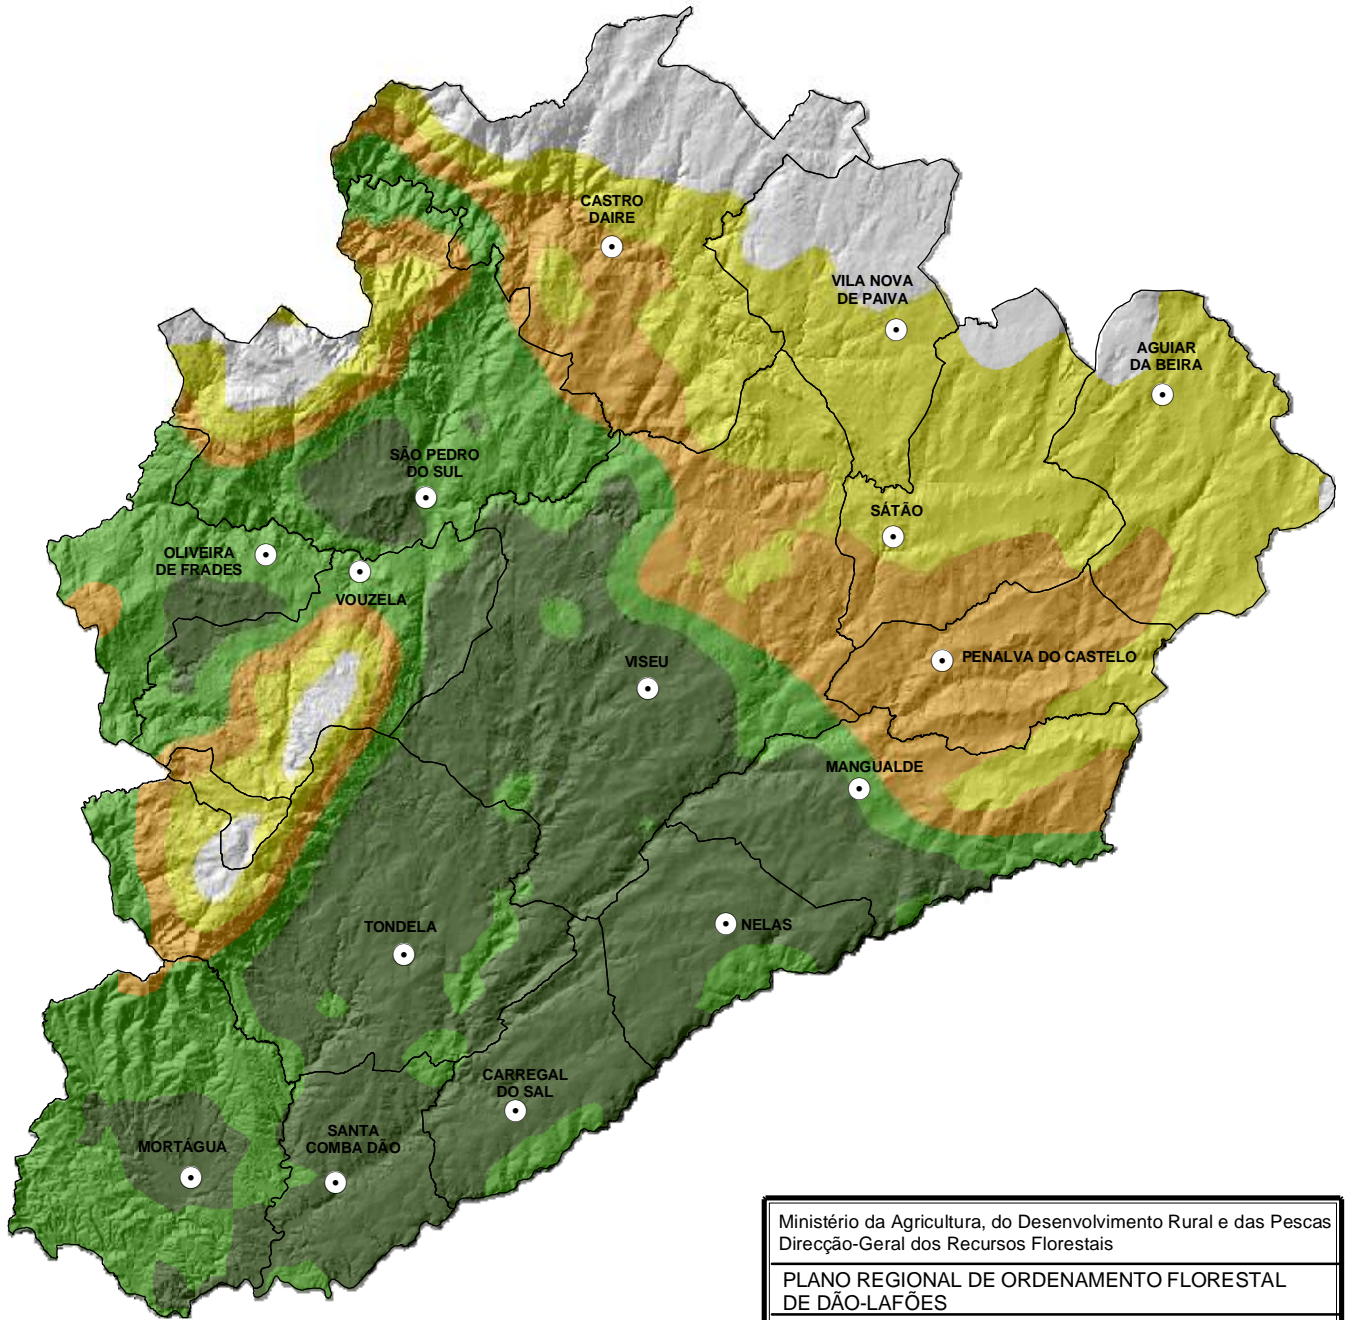 CASTRO
DAIRE
VILA NOVA
DE PAIVA
AGUIAR
DA BEIRA
SÃO PEDRO
DO SUL
SÁTÃO
OLIVEIRA
DE FRADES
VOUZELA
VISEU
PENALVA DO CASTELO
MANGUALDE
TONDELA
NELAS
CARREGAL
DO SAL
SANTA
COMBA DÃO
MORTÁGUA
Ministério da Agricultura, do Desenvolvimento Rural e das Pescas
Direcção-Geral dos Recursos Florestais
PLANO REGIONAL DE ORDENAMENTO FLORESTAL
DE DÃO-LAFÕES